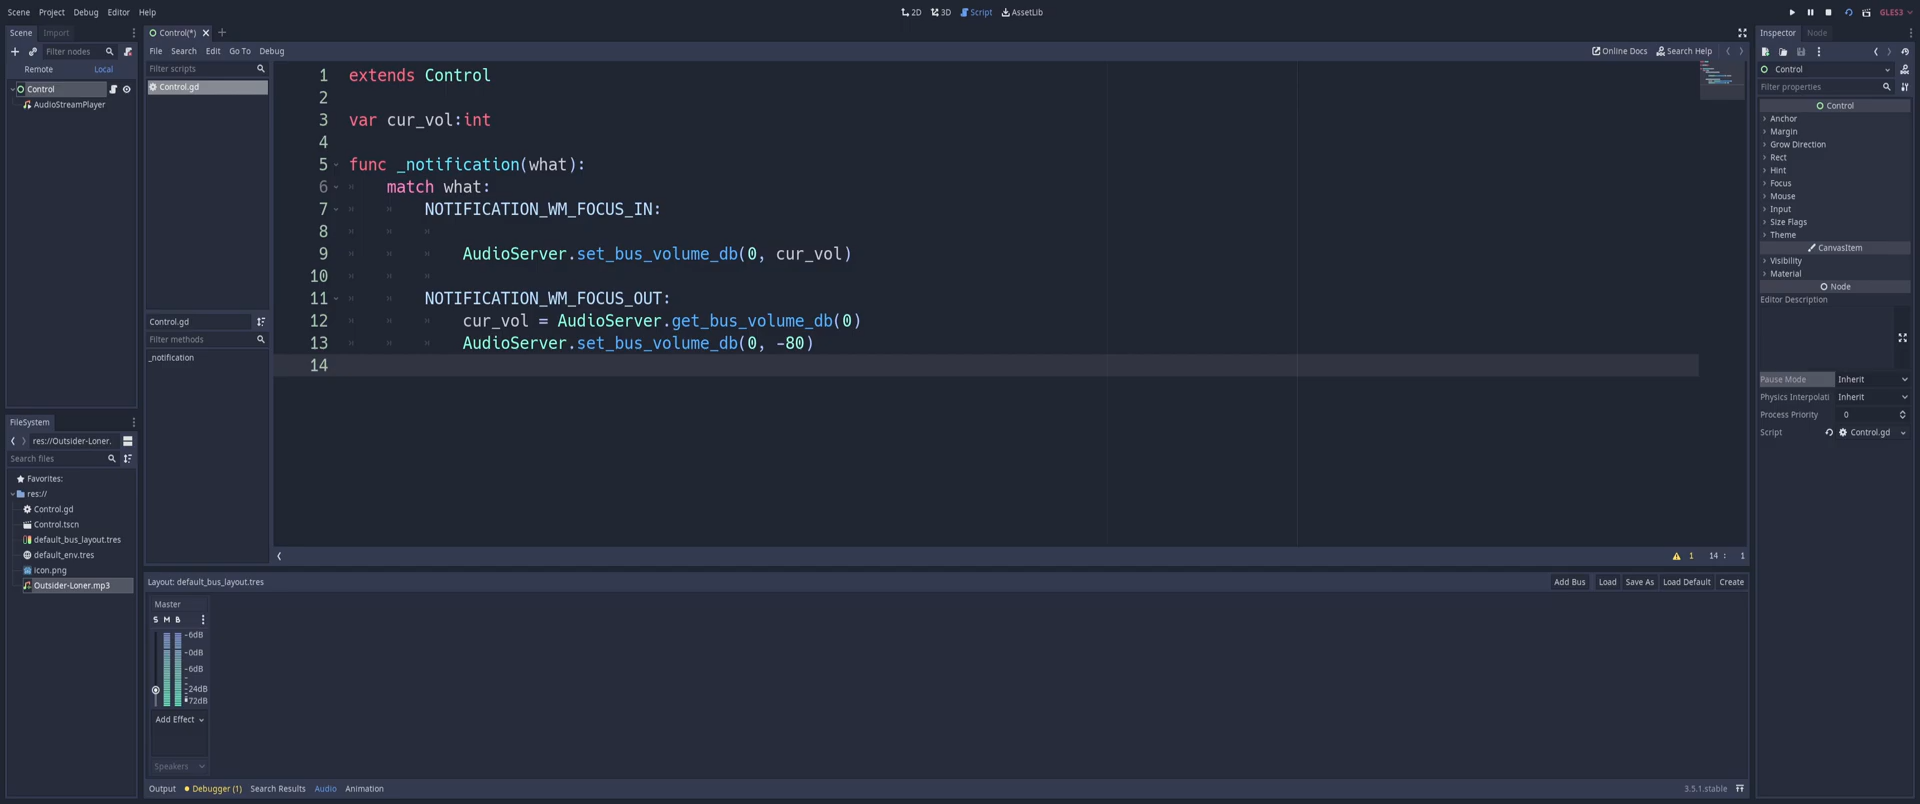 Scene Project Debug Editor Help
2D 3D Script AssetLib
GLES3
Scene Import
Filter nodes
Remote Local
Control
AudioStreamPlayer
FileSystem
res://Outsider-Loner.
Search files
Favorites:
res://
Control.gd
Control.tscn
default_bus_layout.tres
default_env.tres
icon.png
Outsider-Loner.mp3
Control(*)
File Search Edit Go To Debug
Online Docs Search Help
Filter scripts
Control.gd
Control.gd
Filter methods
_notification
1 extends Control
2
3 var cur_vol:int
4
5 func _notification(what):
6 match what:
7 NOTIFICATION_WM_FOCUS_IN:
8
9 AudioServer.set_bus_volume_db(0, cur_vol)
10
11 NOTIFICATION_WM_FOCUS_OUT:
12 cur_vol = AudioServer.get_bus_volume_db(0)
13 AudioServer.set_bus_volume_db(0, -80)
14
1 14 : 1
Layout: default_bus_layout.tres
Add Bus Load Save As Load Default Create
Master
S M B
-6dB
-0dB
-6dB
-24dB
72dB
Add Effect
Speakers
Output Debugger (1) Search Results Audio Animation
3.5.1.stable
Inspector Node
Control
Filter properties
Control
Anchor
Margin
Grow Direction
Rect
Hint
Focus
Mouse
Input
Size Flags
Theme
CanvasItem
Visibility
Material
Node
Editor Description
Pause Mode Inherit
Physics Interpolati Inherit
Process Priority 0
Script Control.gd